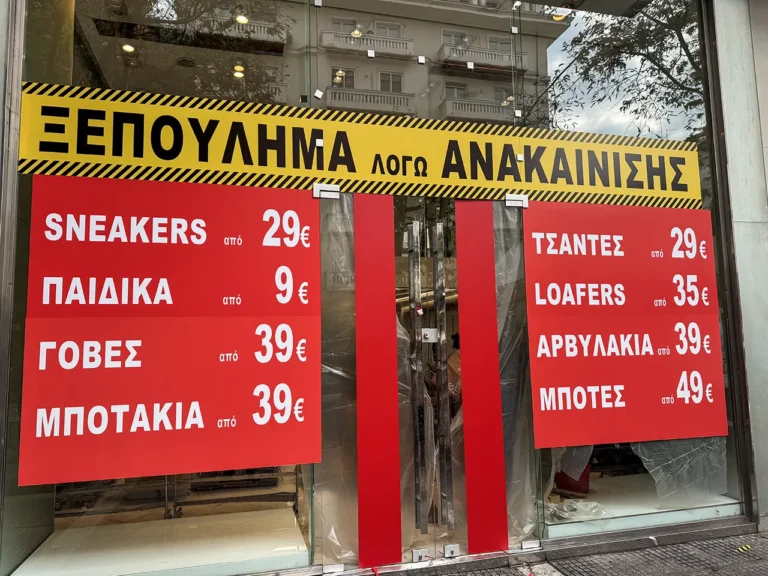 ΞΕΠΟΥΛΗΜΑ ΛΟΓΩ ΑΝΑΚΑΙΝΙΣΗΣ
SNEAKERS από 29€
ΠΑΙΔΙΚΑ από 9€
ΓΟΒΕΣ από 39€
ΜΠΟΤΑΚΙΑ από 39€
ΤΣΑΝΤΕΣ από 29€
LOAFERS από 35€
ΑΡΒΥΛΑΚΙΑ από 39€
ΜΠΟΤΕΣ από 49€